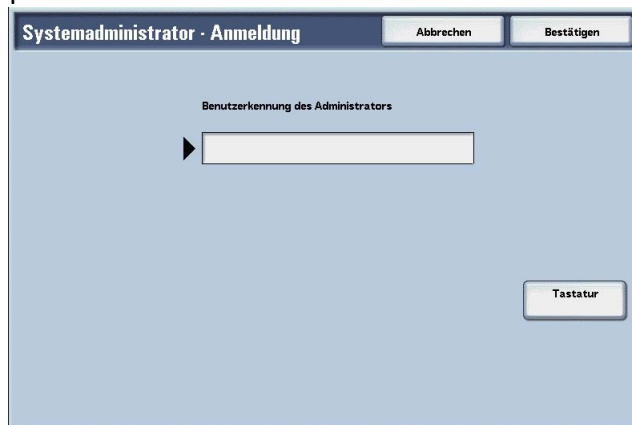 Systemadministrator · Anmeldung
Abbrechen
Bestätigen
Benutzerkennung des Administrators
Tastatur